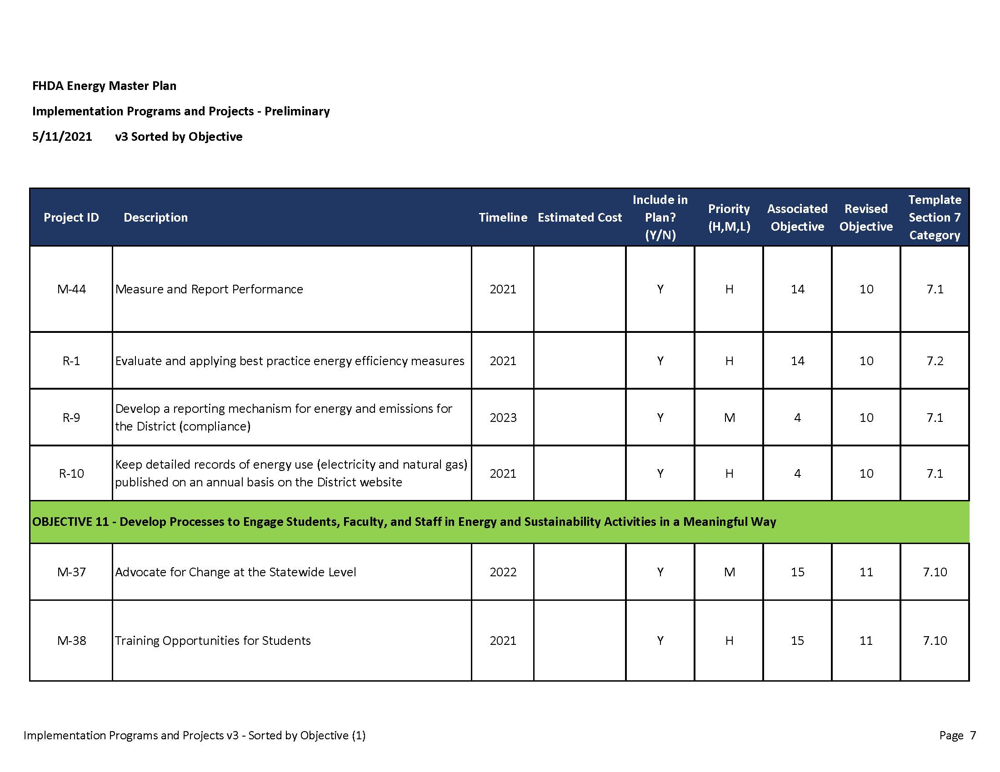 FHDA Energy Master Plan
Implementation Programs and Projects - Preliminary
5/11/2021 v3 Sorted by Objective
Project ID Description Timeline Estimated Cost Include in Plan? (Y/N) Priority (H,M,L) Associated Objective Revised Objective Template Section 7 Category
M-44 Measure and Report Performance 2021 Y H 14 10 7.1
R-1 Evaluate and applying best practice energy efficiency measures 2021 Y H 14 10 7.2
R-9 Develop a reporting mechanism for energy and emissions for
the District (compliance) 2023 Y M 4 10 7.1
R-10 Keep detailed records of energy use (electricity and natural gas)
published on an annual basis on the District website 2021 Y H 4 10 7.1
OBJECTIVE 11 - Develop Processes to Engage Students, Faculty, and Staff in Energy and Sustainability Activities in a Meaningful Way
M-37 Advocate for Change at the Statewide Level 2022 Y M 15 11 7.10
M-38 Training Opportunities for Students 2021 Y H 15 11 7.10
Implementation Programs and Projects v3 - Sorted by Objective (1) Page 7